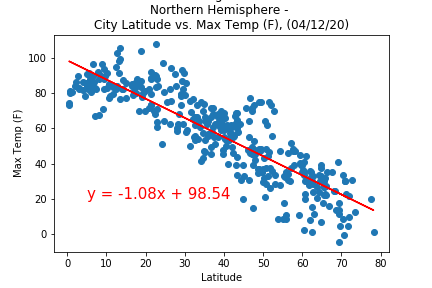 Northern Hemisphere -
City Latitude vs. Max Temp (F), (04/12/20)
Max Temp (F)
100
80
60
40
20
0
y = -1.08x + 98.54
0 10 20 30 40 50 60 70 80
Latitude